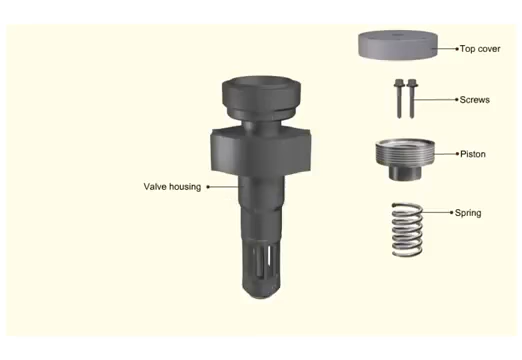 Top cover
Screws
Piston
Valve housing
Spring